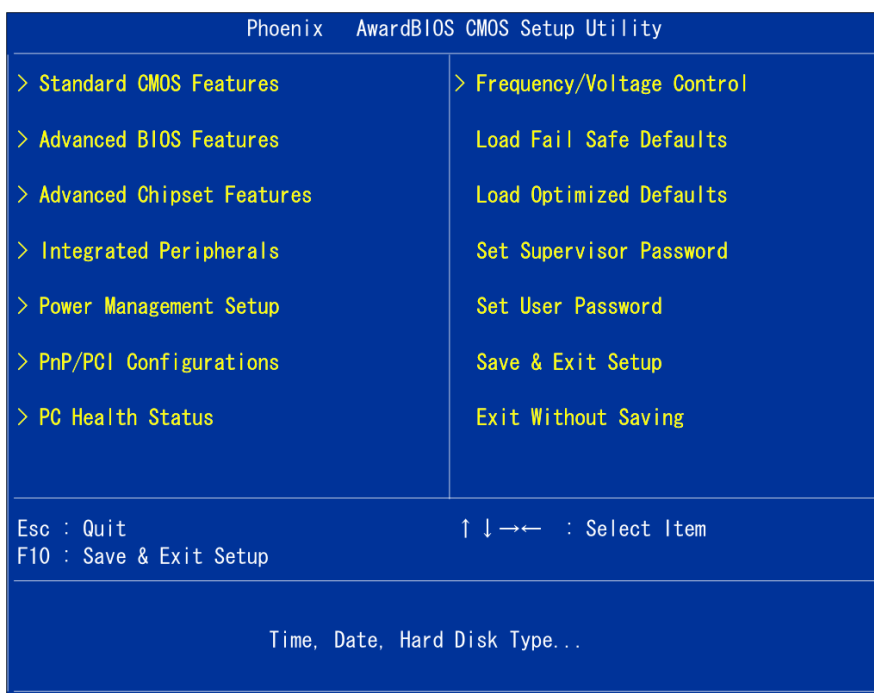 Phoenix AwardBIOS CMOS Setup Utility
> Standard CMOS Features
> Advanced BIOS Features
> Advanced Chipset Features
> Integrated Peripherals
> Power Management Setup
> PnP/PCI Configurations
> PC Health Status
> Frequency/Voltage Control
Load Fail Safe Defaults
Load Optimized Defaults
Set Supervisor Password
Set User Password
Save & Exit Setup
Exit Without Saving
Esc : Quit
F10 : Save & Exit Setup
↑ ↓ → ← : Select Item
Time, Date, Hard Disk Type...